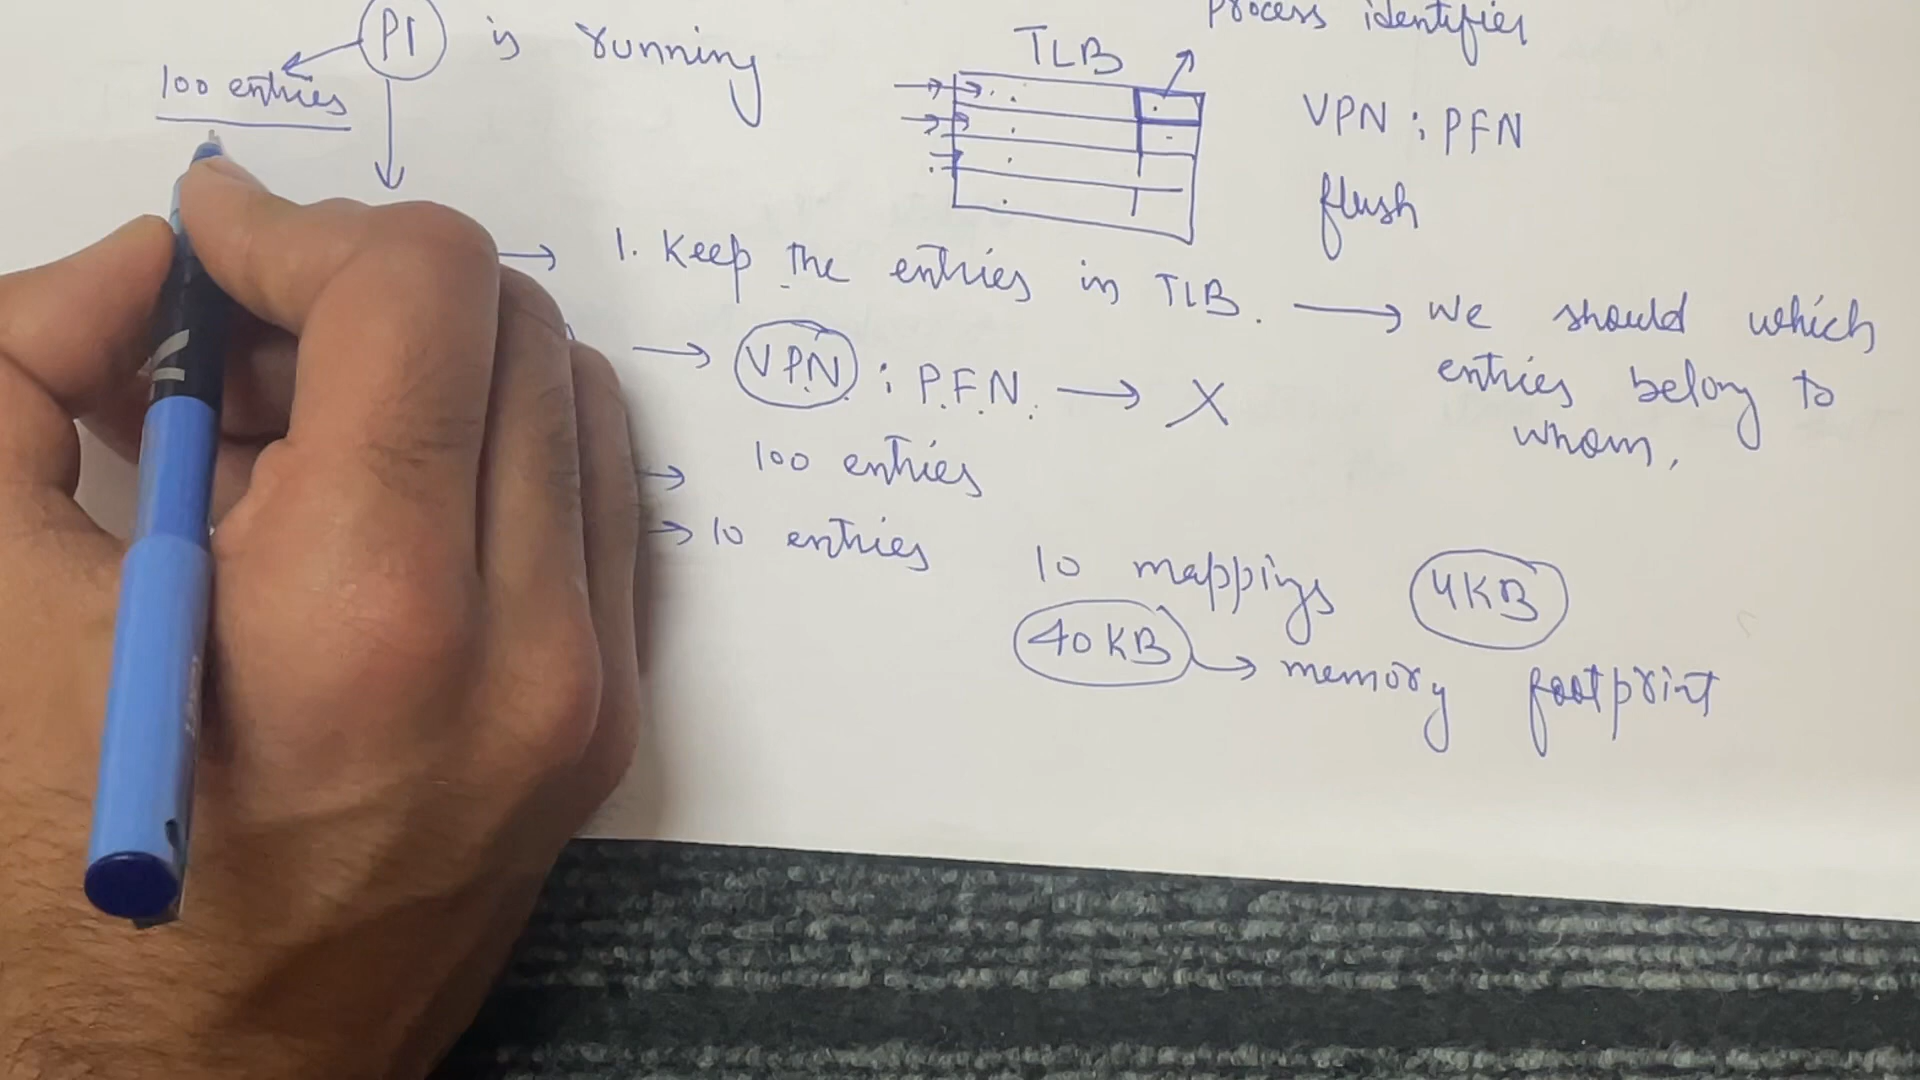 process identifier
P1 is running
TLB
100 entries
VPN : PFN
flush
1. Keep the entries in TLB. → We should which
entries belong to
whom.
→ VPN : P.F.N. → X
→ 100 entries
→ 10 entries
10 mappings 4KB
40KB → memory footprint